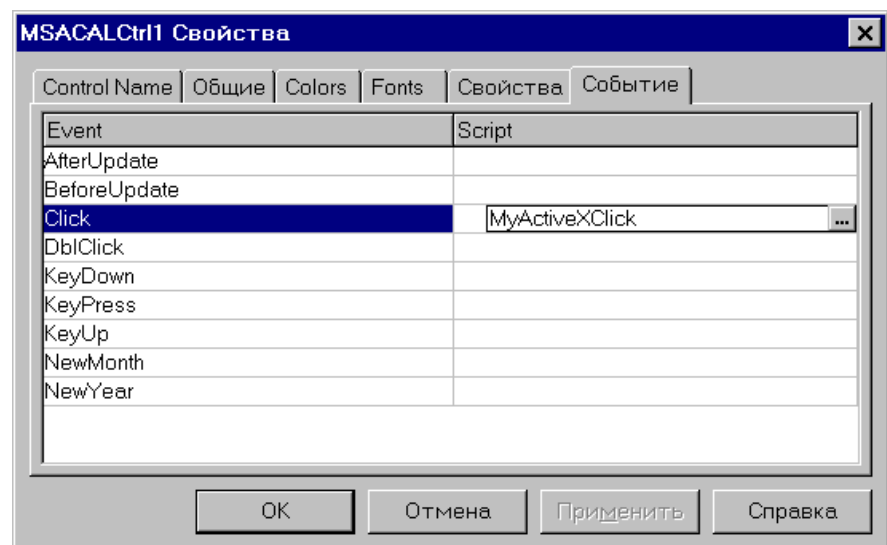 MSACALCtrl1 Свойства
Control Name Общие Colors Fonts Свойства Событие
Event Script
AfterUpdate
BeforeUpdate
Click MyActiveXClick ...
DblClick
KeyDown
KeyPress
KeyUp
NewMonth
NewYear
OK Отмена Применить Справка